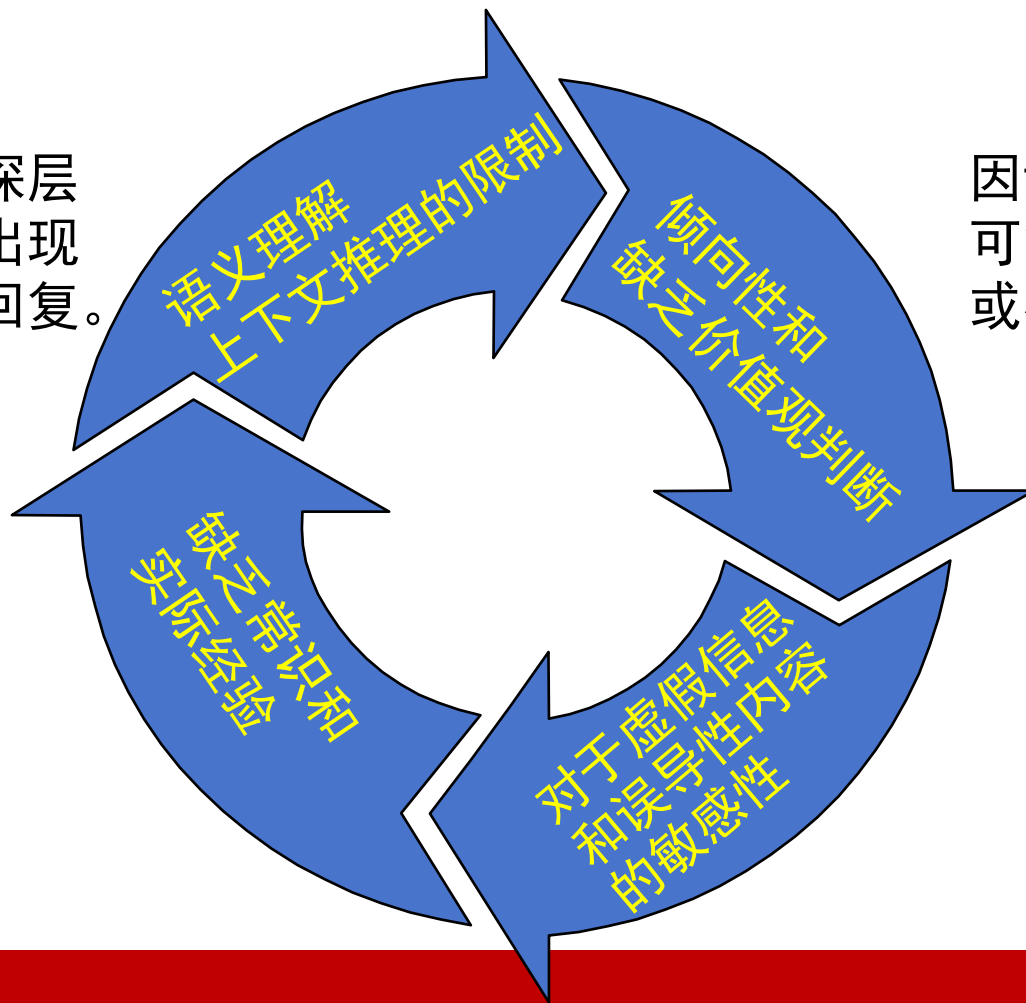 深层
出现
回复。
语义理解
上下文推理的限制
倾向性和
缺乏价值观判断
因
可
或
对于虚假信息
和误导性内容
的敏感性
缺乏常识和
实际经验